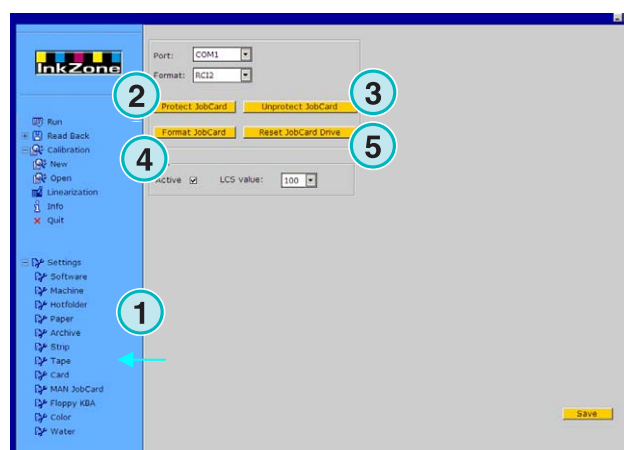 InkZone
Port: COM1
Format: RCI2
2
3
Protect JobCard Unprotect JobCard
Format JobCard Reset JobCard Drive
4
5
Active LCS value: 100
Run
Read Back
Calibration
New
Open
Linearization
Info
Quit
Settings
Software
Machine
Hotfolder
1
Paper
Archive
Strip
Tape
Card
MAN JobCard
Floppy KBA
Color
Water
Save